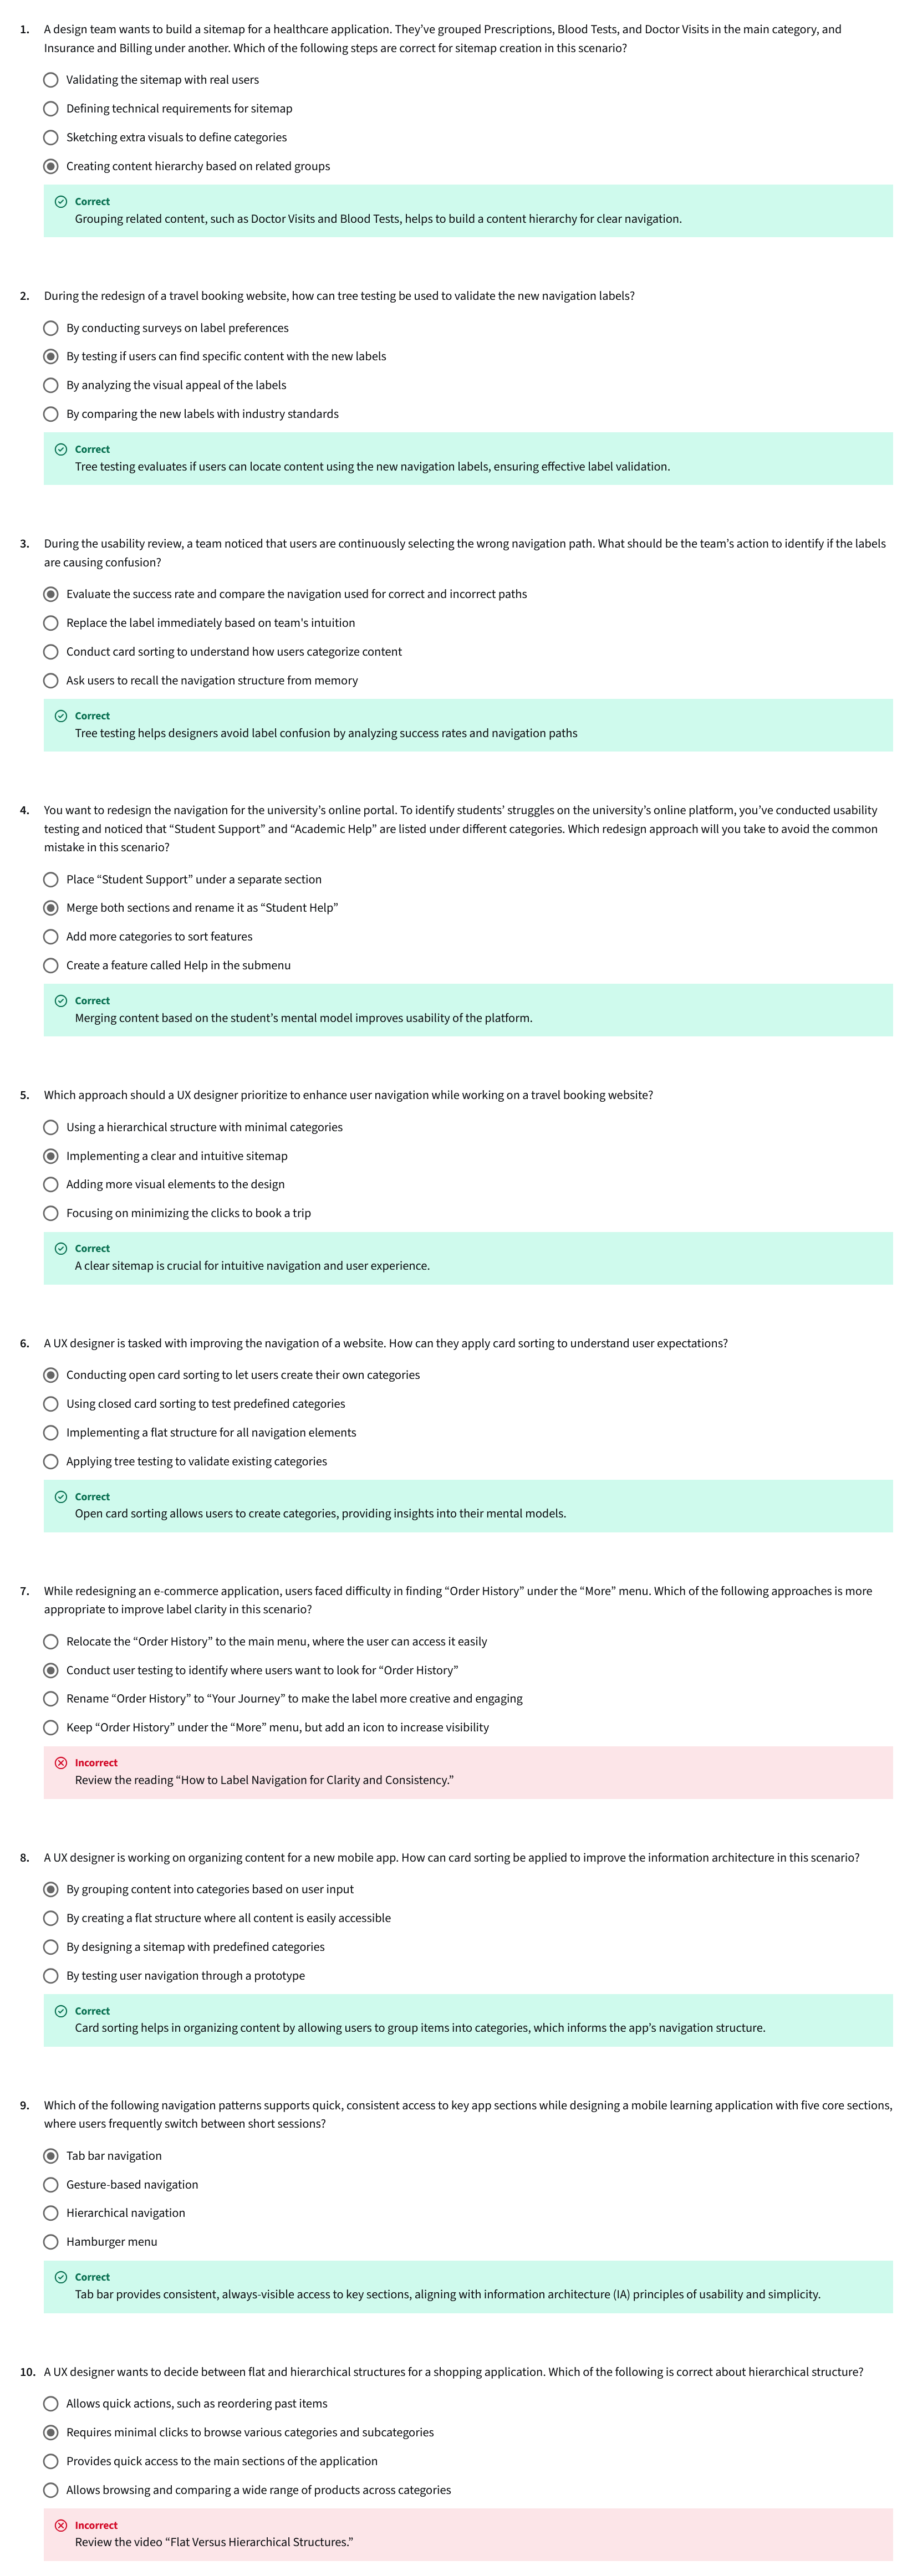 1. A design team wants to build a sitemap for a healthcare application. They’ve grouped Prescriptions, Blood Tests, and Doctor Visits in the main category, and
Insurance and Billing under another. Which of the following steps are correct for sitemap creation in this scenario?
Validating the sitemap with real users
Defining technical requirements for sitemap
Sketching extra visuals to define categories
Creating content hierarchy based on related groups
Correct
Grouping related content, such as Doctor Visits and Blood Tests, helps to build a content hierarchy for clear navigation.
2. During the redesign of a travel booking website, how can tree testing be used to validate the new navigation labels?
By conducting surveys on label preferences
By testing if users can find specific content with the new labels
By analyzing the visual appeal of the labels
By comparing the new labels with industry standards
Correct
Tree testing evaluates if users can locate content using the new navigation labels, ensuring effective label validation.
3. During the usability review, a team noticed that users are continuously selecting the wrong navigation path. What should be the team’s action to identify if the labels
are causing confusion?
Evaluate the success rate and compare the navigation used for correct and incorrect paths
Replace the label immediately based on team's intuition
Conduct card sorting to understand how users categorize content
Ask users to recall the navigation structure from memory
Correct
Tree testing helps designers avoid label confusion by analyzing success rates and navigation paths
4. You want to redesign the navigation for the university’s online portal. To identify students’ struggles on the university’s online platform, you’ve conducted usability
testing and noticed that “Student Support” and “Academic Help” are listed under different categories. Which redesign approach will you take to avoid the common
mistake in this scenario?
Place “Student Support” under a separate section
Merge both sections and rename it as “Student Help”
Add more categories to sort features
Create a feature called Help in the submenu
Correct
Merging content based on the student’s mental model improves usability of the platform.
5. Which approach should a UX designer prioritize to enhance user navigation while working on a travel booking website?
Using a hierarchical structure with minimal categories
Implementing a clear and intuitive sitemap
Adding more visual elements to the design
Focusing on minimizing the clicks to book a trip
Correct
A clear sitemap is crucial for intuitive navigation and user experience.
6. A UX designer is tasked with improving the navigation of a website. How can they apply card sorting to understand user expectations?
Conducting open card sorting to let users create their own categories
Using closed card sorting to test predefined categories
Implementing a flat structure for all navigation elements
Applying tree testing to validate existing categories
Correct
Open card sorting allows users to create categories, providing insights into their mental models.
7. While redesigning an e-commerce application, users faced difficulty in finding “Order History” under the “More” menu. Which of the following approaches is more
appropriate to improve label clarity in this scenario?
Relocate the “Order History” to the main menu, where the user can access it easily
Conduct user testing to identify where users want to look for “Order History”
Rename “Order History” to “Your Journey” to make the label more creative and engaging
Keep “Order History” under the “More” menu, but add an icon to increase visibility
Incorrect
Review the reading “How to Label Navigation for Clarity and Consistency.”
8. A UX designer is working on organizing content for a new mobile app. How can card sorting be applied to improve the information architecture in this scenario?
By grouping content into categories based on user input
By creating a flat structure where all content is easily accessible
By designing a sitemap with predefined categories
By testing user navigation through a prototype
Correct
Card sorting helps in organizing content by allowing users to group items into categories, which informs the app’s navigation structure.
9. Which of the following navigation patterns supports quick, consistent access to key app sections while designing a mobile learning application with five core sections,
where users frequently switch between short sessions?
Tab bar navigation
Gesture-based navigation
Hierarchical navigation
Hamburger menu
Correct
Tab bar provides consistent, always-visible access to key sections, aligning with information architecture (IA) principles of usability and simplicity.
10. A UX designer wants to decide between flat and hierarchical structures for a shopping application. Which of the following is correct about hierarchical structure?
Allows quick actions, such as reordering past items
Requires minimal clicks to browse various categories and subcategories
Provides quick access to the main sections of the application
Allows browsing and comparing a wide range of products across categories
Incorrect
Review the video “Flat Versus Hierarchical Structures.”